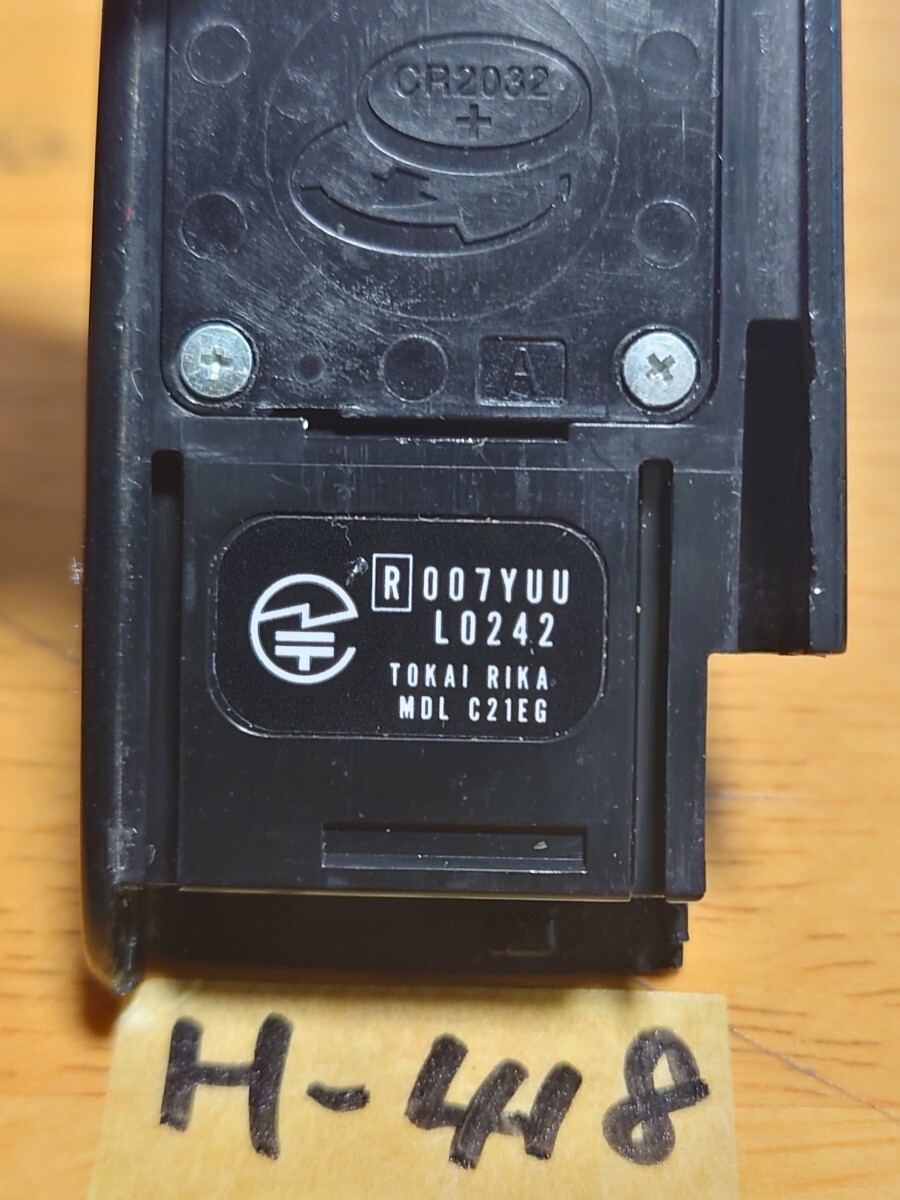 CR2032
+
A
R 007YUU
L0242
TOKAI RIKA
MDL C21EG
H-418